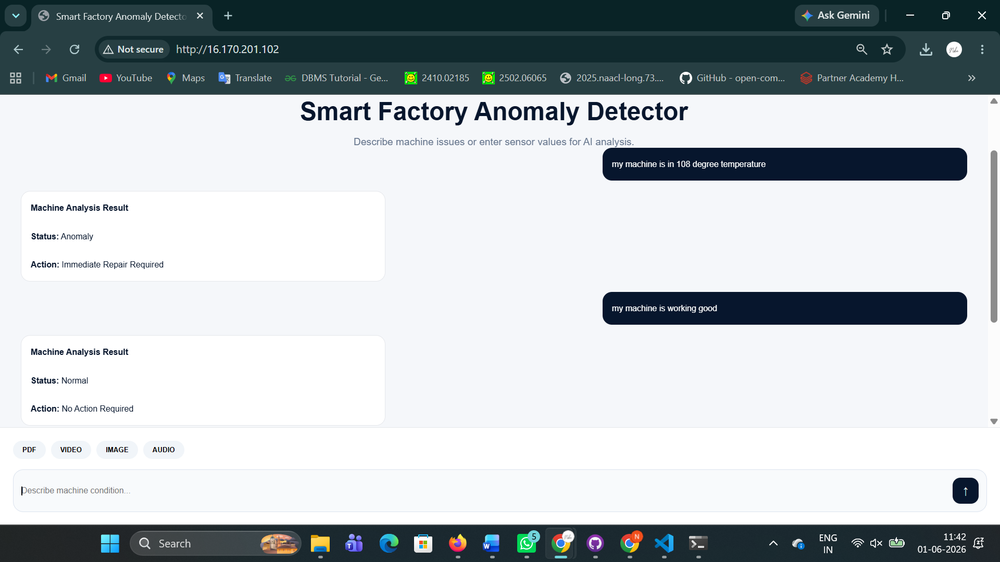 Smart Factory Anomaly Detecto
Ask Gemini
Not secure
http://16.170.201.102
Gmail
YouTube
Maps
Translate
DBMS Tutorial - Ge...
2410.02185
2502.06065
2025.naacl-long.73....
GitHub - open-com...
Partner Academy H...
Smart Factory Anomaly Detector
Describe machine issues or enter sensor values for AI analysis.
my machine is in 108 degree temperature
Machine Analysis Result
Status: Anomaly
Action: Immediate Repair Required
my machine is working good
Machine Analysis Result
Status: Normal
Action: No Action Required
PDF
VIDEO
IMAGE
AUDIO
Describe machine condition...
↑
Search
5
N
ENG
IN
11:42
01-06-2026